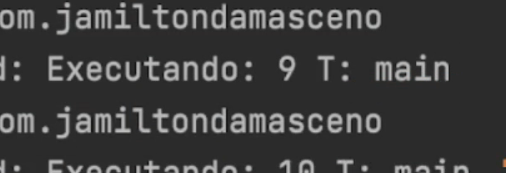 om.jamiltondamasceno
d: Executando: 9 T: main
om.jamiltondamasceno
d: Executando: 10 T: main